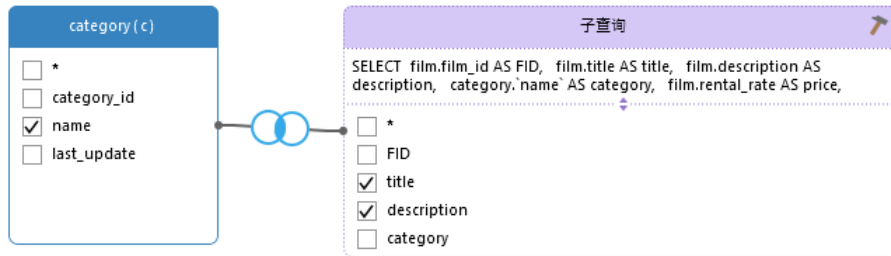 category(c)
*
category_id
name
last_update
子查询
SELECT film.film_id AS FID, film.title AS title, film.description AS
description, category.`name` AS category, film.rental_rate AS price,
*
FID
title
description
category